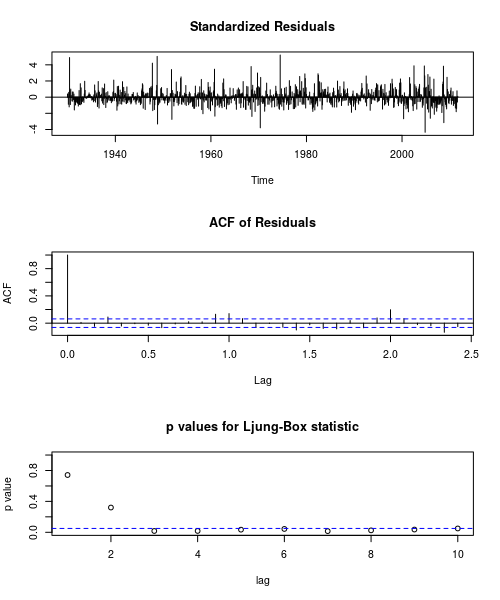 Standardized Residuals
4
2
0
-4
1940 1960 1980 2000
Time
ACF of Residuals
ACF
0.8
0.4
0.0
0.0 0.5 1.0 1.5 2.0 2.5
Lag
p values for Ljung-Box statistic
p value
0.8
0.4
0.0
2 4 6 8 10
lag